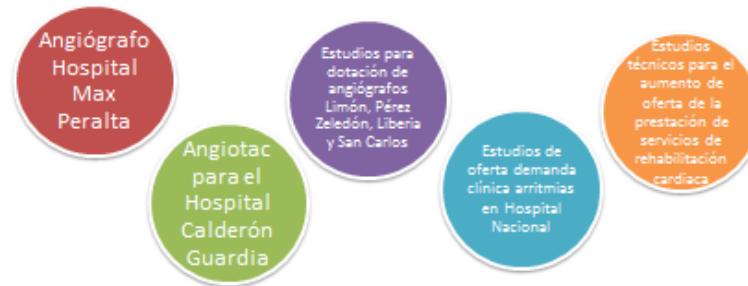 Angiógrafo
Hospital
Max
Peralta
Angiotac
para el
Hospital
Calderón
Guardia
Estudios para
dotación de
angiógrafos
Limón, Pérez
Zeledón, Liberia
y San Carlos
Estudios de
oferta demanda
clínica arritmias
en Hospital
Nacional
Estudios
técnicos para el
aumento de
oferta de la
prestación de
servicios de
rehabilitación
cardiaca